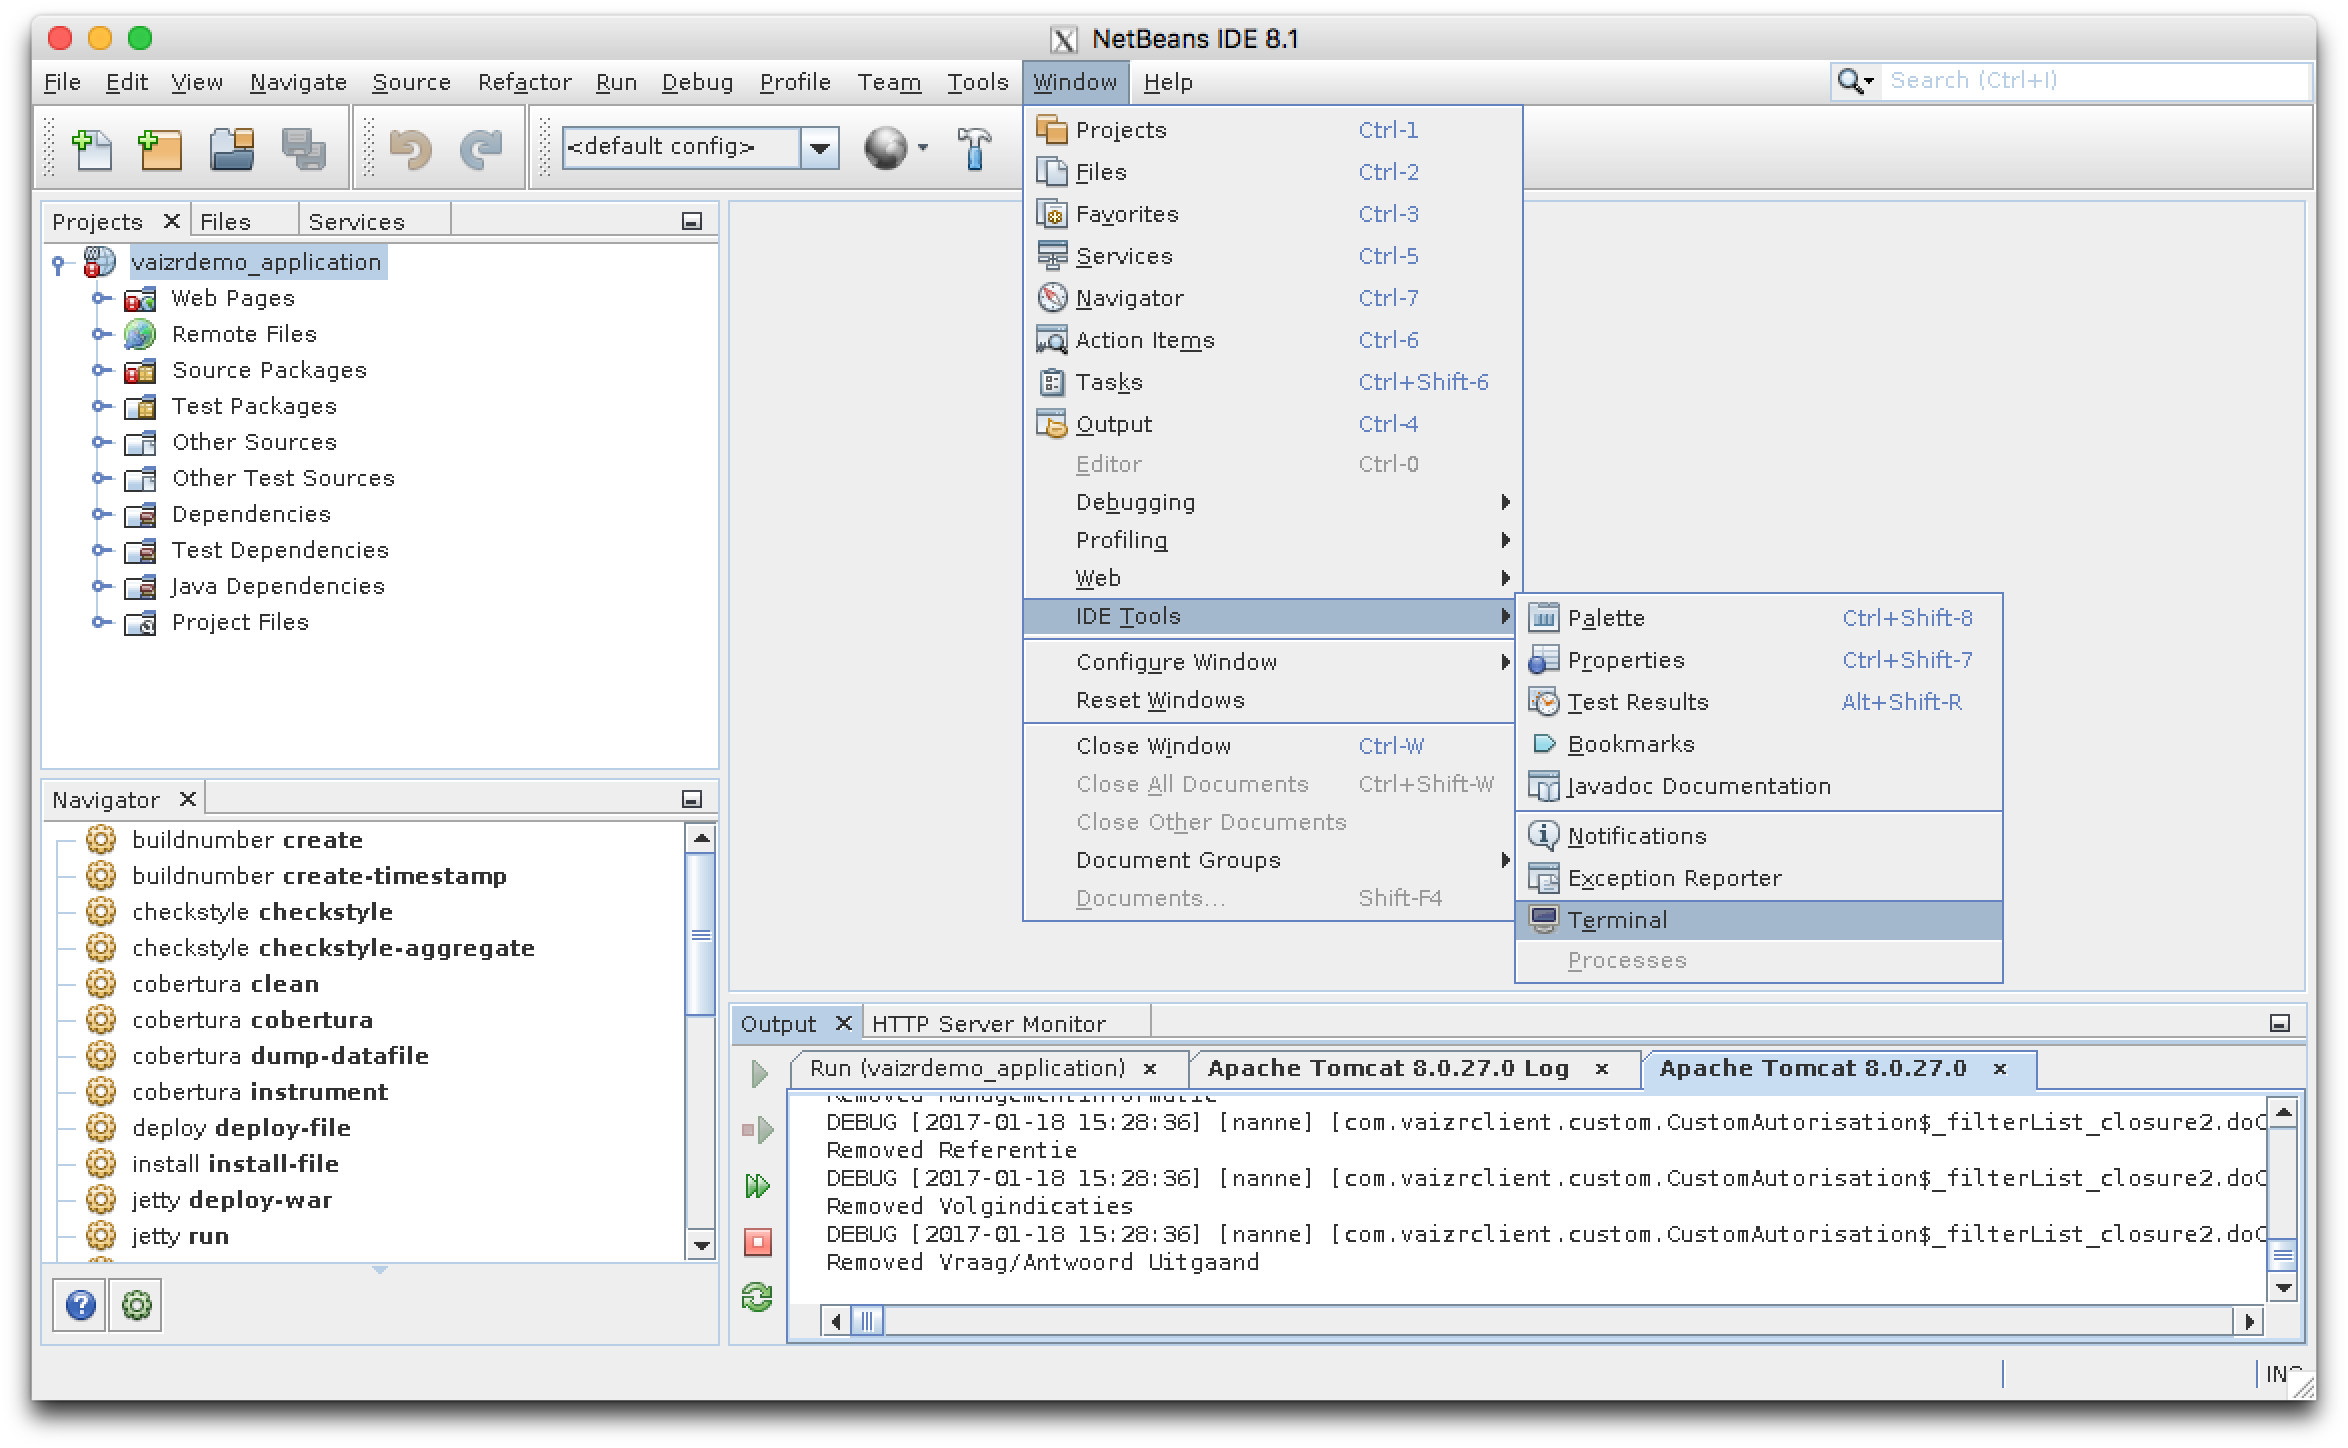 NetBeans IDE 8.1
File Edit View Navigate Source Refactor Run Debug Profile Team Tools Window Help
Search (Ctrl+I)
<default config>
Projects Files Services
vaizrdemo_application
Web Pages
Remote Files
Source Packages
Test Packages
Other Sources
Other Test Sources
Dependencies
Test Dependencies
Java Dependencies
Project Files
Navigator
buildnumber create
buildnumber create-timestamp
checkstyle checkstyle
checkstyle checkstyle-aggregate
cobertura clean
cobertura cobertura
cobertura dump-datafile
cobertura instrument
deploy deploy-file
install install-file
jetty deploy-war
jetty run
Projects Ctrl-1
Files Ctrl-2
Favorites Ctrl-3
Services Ctrl-5
Navigator Ctrl-7
Action Items Ctrl-6
Tasks Ctrl+Shift-6
Output Ctrl-4
Editor Ctrl-0
Debugging
Profiling
Web
IDE Tools
Configure Window
Reset Windows
Close Window Ctrl-W
Close All Documents Ctrl+Shift-W
Close Other Documents
Document Groups
Documents... Shift-F4
Palette Ctrl+Shift-8
Properties Ctrl+Shift-7
Test Results Alt+Shift-R
Bookmarks
Javadoc Documentation
Notifications
Exception Reporter
Terminal
Processes
Output HTTP Server Monitor
Run (vaizrdemo_application) Apache Tomcat 8.0.27.0 Log Apache Tomcat 8.0.27.0
Removed ManagementInformatie
DEBUG [2017-01-18 15:28:36] [nanne] [com.vaizrclient.custom.CustomAutorisation$_filterList_closure2.doC
Removed Referentie
DEBUG [2017-01-18 15:28:36] [nanne] [com.vaizrclient.custom.CustomAutorisation$_filterList_closure2.doC
Removed Volgindicaties
DEBUG [2017-01-18 15:28:36] [nanne] [com.vaizrclient.custom.CustomAutorisation$_filterList_closure2.doC
Removed Vraag/Antwoord Uitgaand